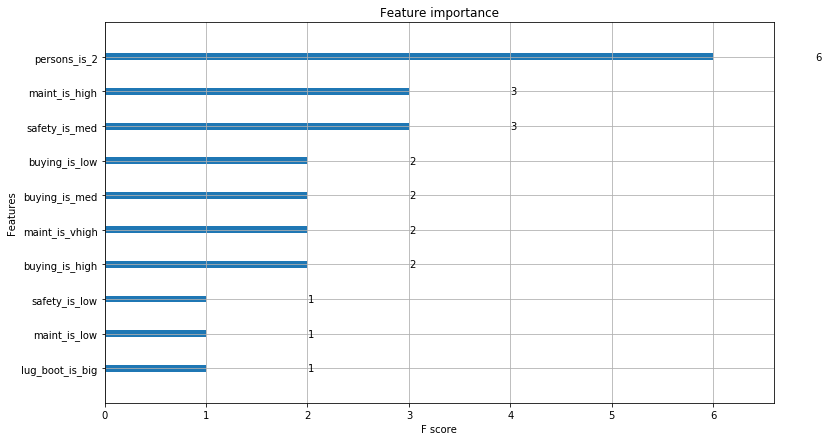 Feature importance
persons_is_2 6
maint_is_high 3
safety_is_med 3
buying_is_low 2
buying_is_med 2
maint_is_vhigh 2
buying_is_high 2
safety_is_low 1
maint_is_low 1
lug_boot_is_big 1
Features
0 1 2 3 4 5 6
F score